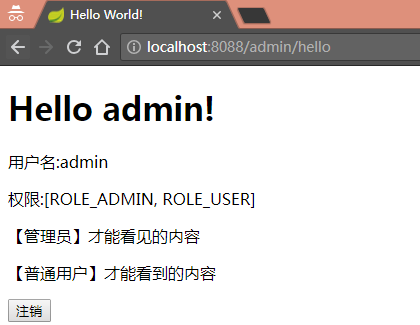 Hello World!
localhost:8088/admin/hello
Hello admin!
用户名:admin
权限:[ROLE_ADMIN, ROLE_USER]
【管理员】才能看见的内容
【普通用户】才能看到的内容
注销